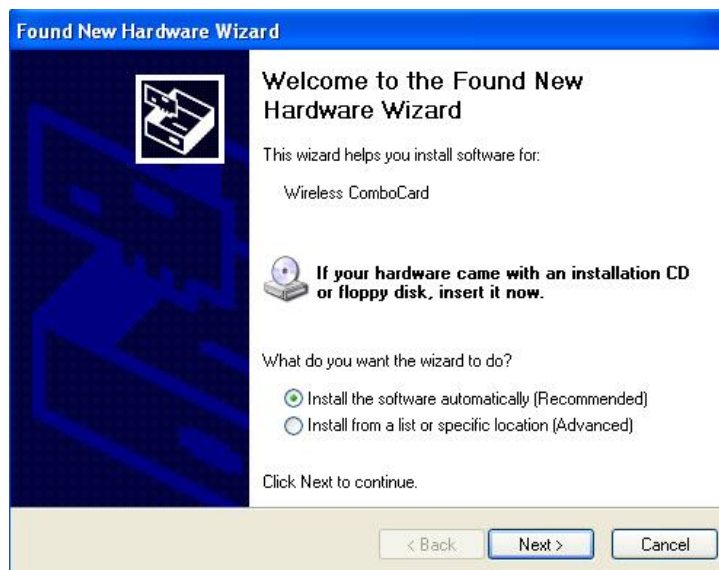 Found New Hardware Wizard
Welcome to the Found New
Hardware Wizard
This wizard helps you install software for:
Wireless ComboCard
If your hardware came with an installation CD
or floppy disk, insert it now.
What do you want the wizard to do?
Install the software automatically (Recommended)
Install from a list or specific location (Advanced)
Click Next to continue.
< Back Next > Cancel